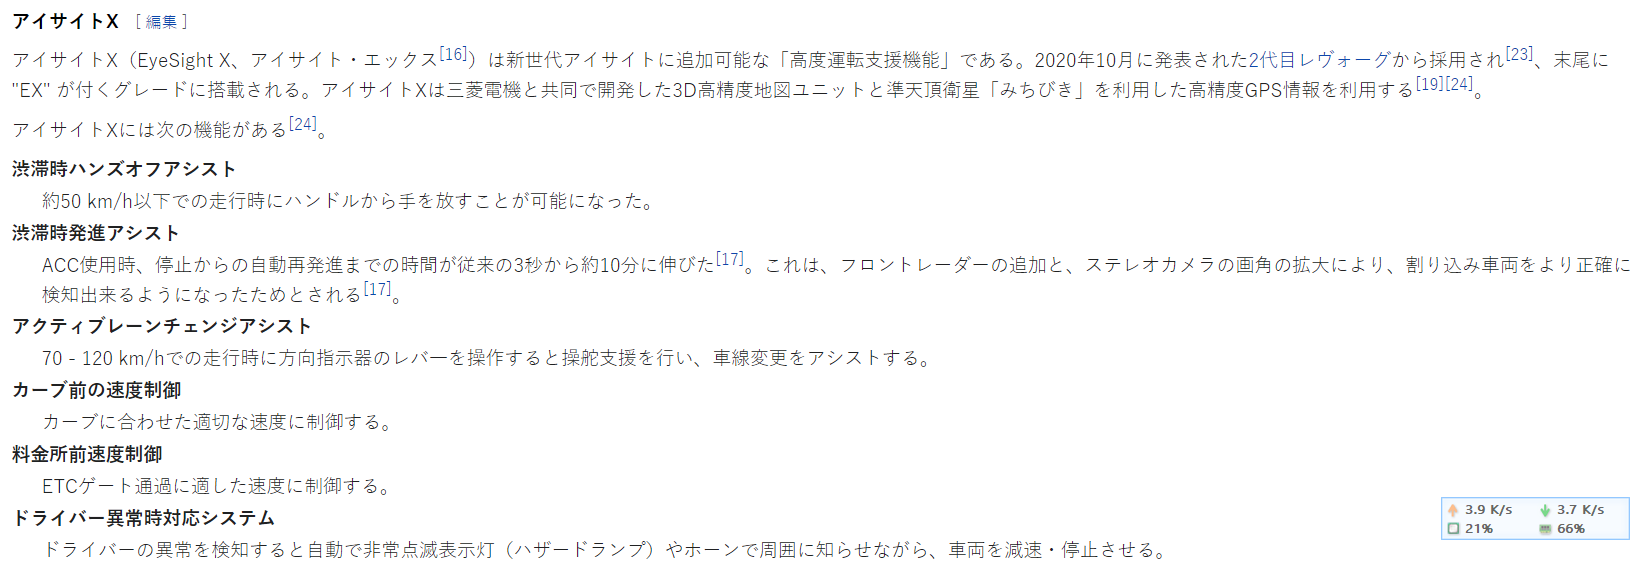 アイサイトX [編集]
アイサイトX（EyeSight X、アイサイト・エックス[16]）は新世代アイサイトに追加可能な「高度運転支援機能」である。2020年10月に発表された2代目レヴォーグから採用され[23]、末尾に
"EX" が付くグレードに搭載される。アイサイトXは三菱電機と共同で開発した3D高精度地図ユニットと準天頂衛星「みちびき」を利用した高精度GPS情報を利用する[19][24]。
アイサイトXには次の機能がある[24]。
渋滞時ハンズオフアシスト
約50 km/h以下での走行時にハンドルから手を放すことが可能になった。
渋滞時発進アシスト
ACC使用時、停止からの自動再発進までの時間が従来の3秒から約10分に伸びた[17]。これは、フロントレーダーの追加と、ステレオカメラの画角の拡大により、割り込み車両をより正確に
検知出来るようになったためとされる[17]。
アクティブレーンチェンジアシスト
70 - 120 km/hでの走行時に方向指示器のレバーを操作すると操舵支援を行い、車線変更をアシストする。
カーブ前の速度制御
カーブに合わせた適切な速度に制御する。
料金所前速度制御
ETCゲート通過に適した速度に制御する。
ドライバー異常時対応システム
ドライバーの異常を検知すると自動で非常点滅表示灯（ハザードランプ）やホーンで周囲に知らせながら、車両を減速・停止させる。
3.9 K/s 3.7 K/s
21% 66%